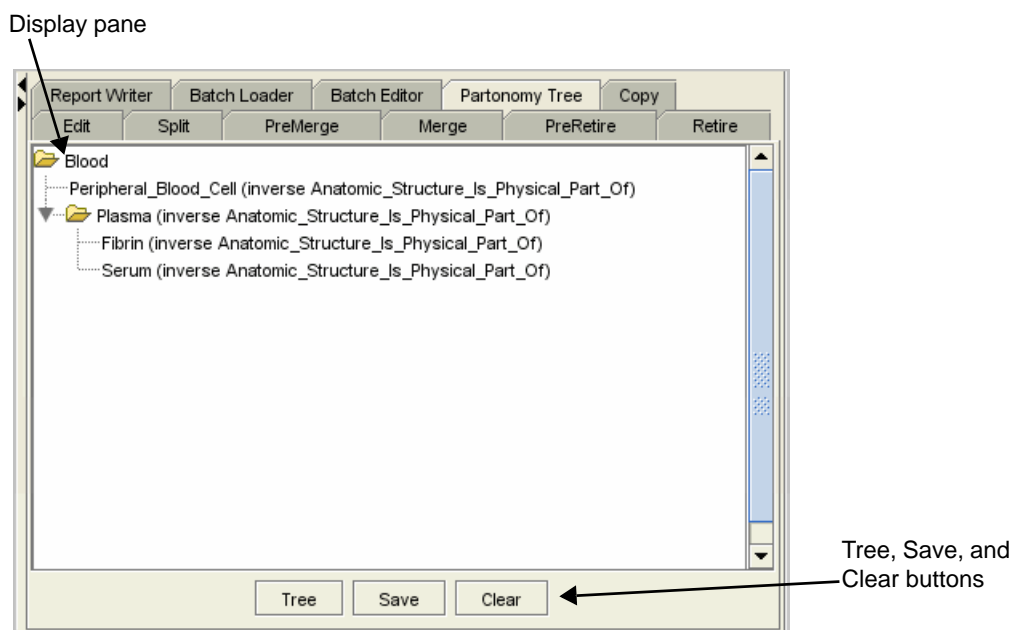 Display pane
Report Writer Batch Loader Batch Editor Partonomy Tree Copy
Edit Split PreMerge Merge PreRetire Retire
Blood
Peripheral_Blood_Cell (inverse Anatomic_Structure_Is_Physical_Part_Of)
Plasma (inverse Anatomic_Structure_Is_Physical_Part_Of)
Fibrin (inverse Anatomic_Structure_Is_Physical_Part_Of)
Serum (inverse Anatomic_Structure_Is_Physical_Part_Of)
Tree, Save, and
Clear buttons
Tree Save Clear